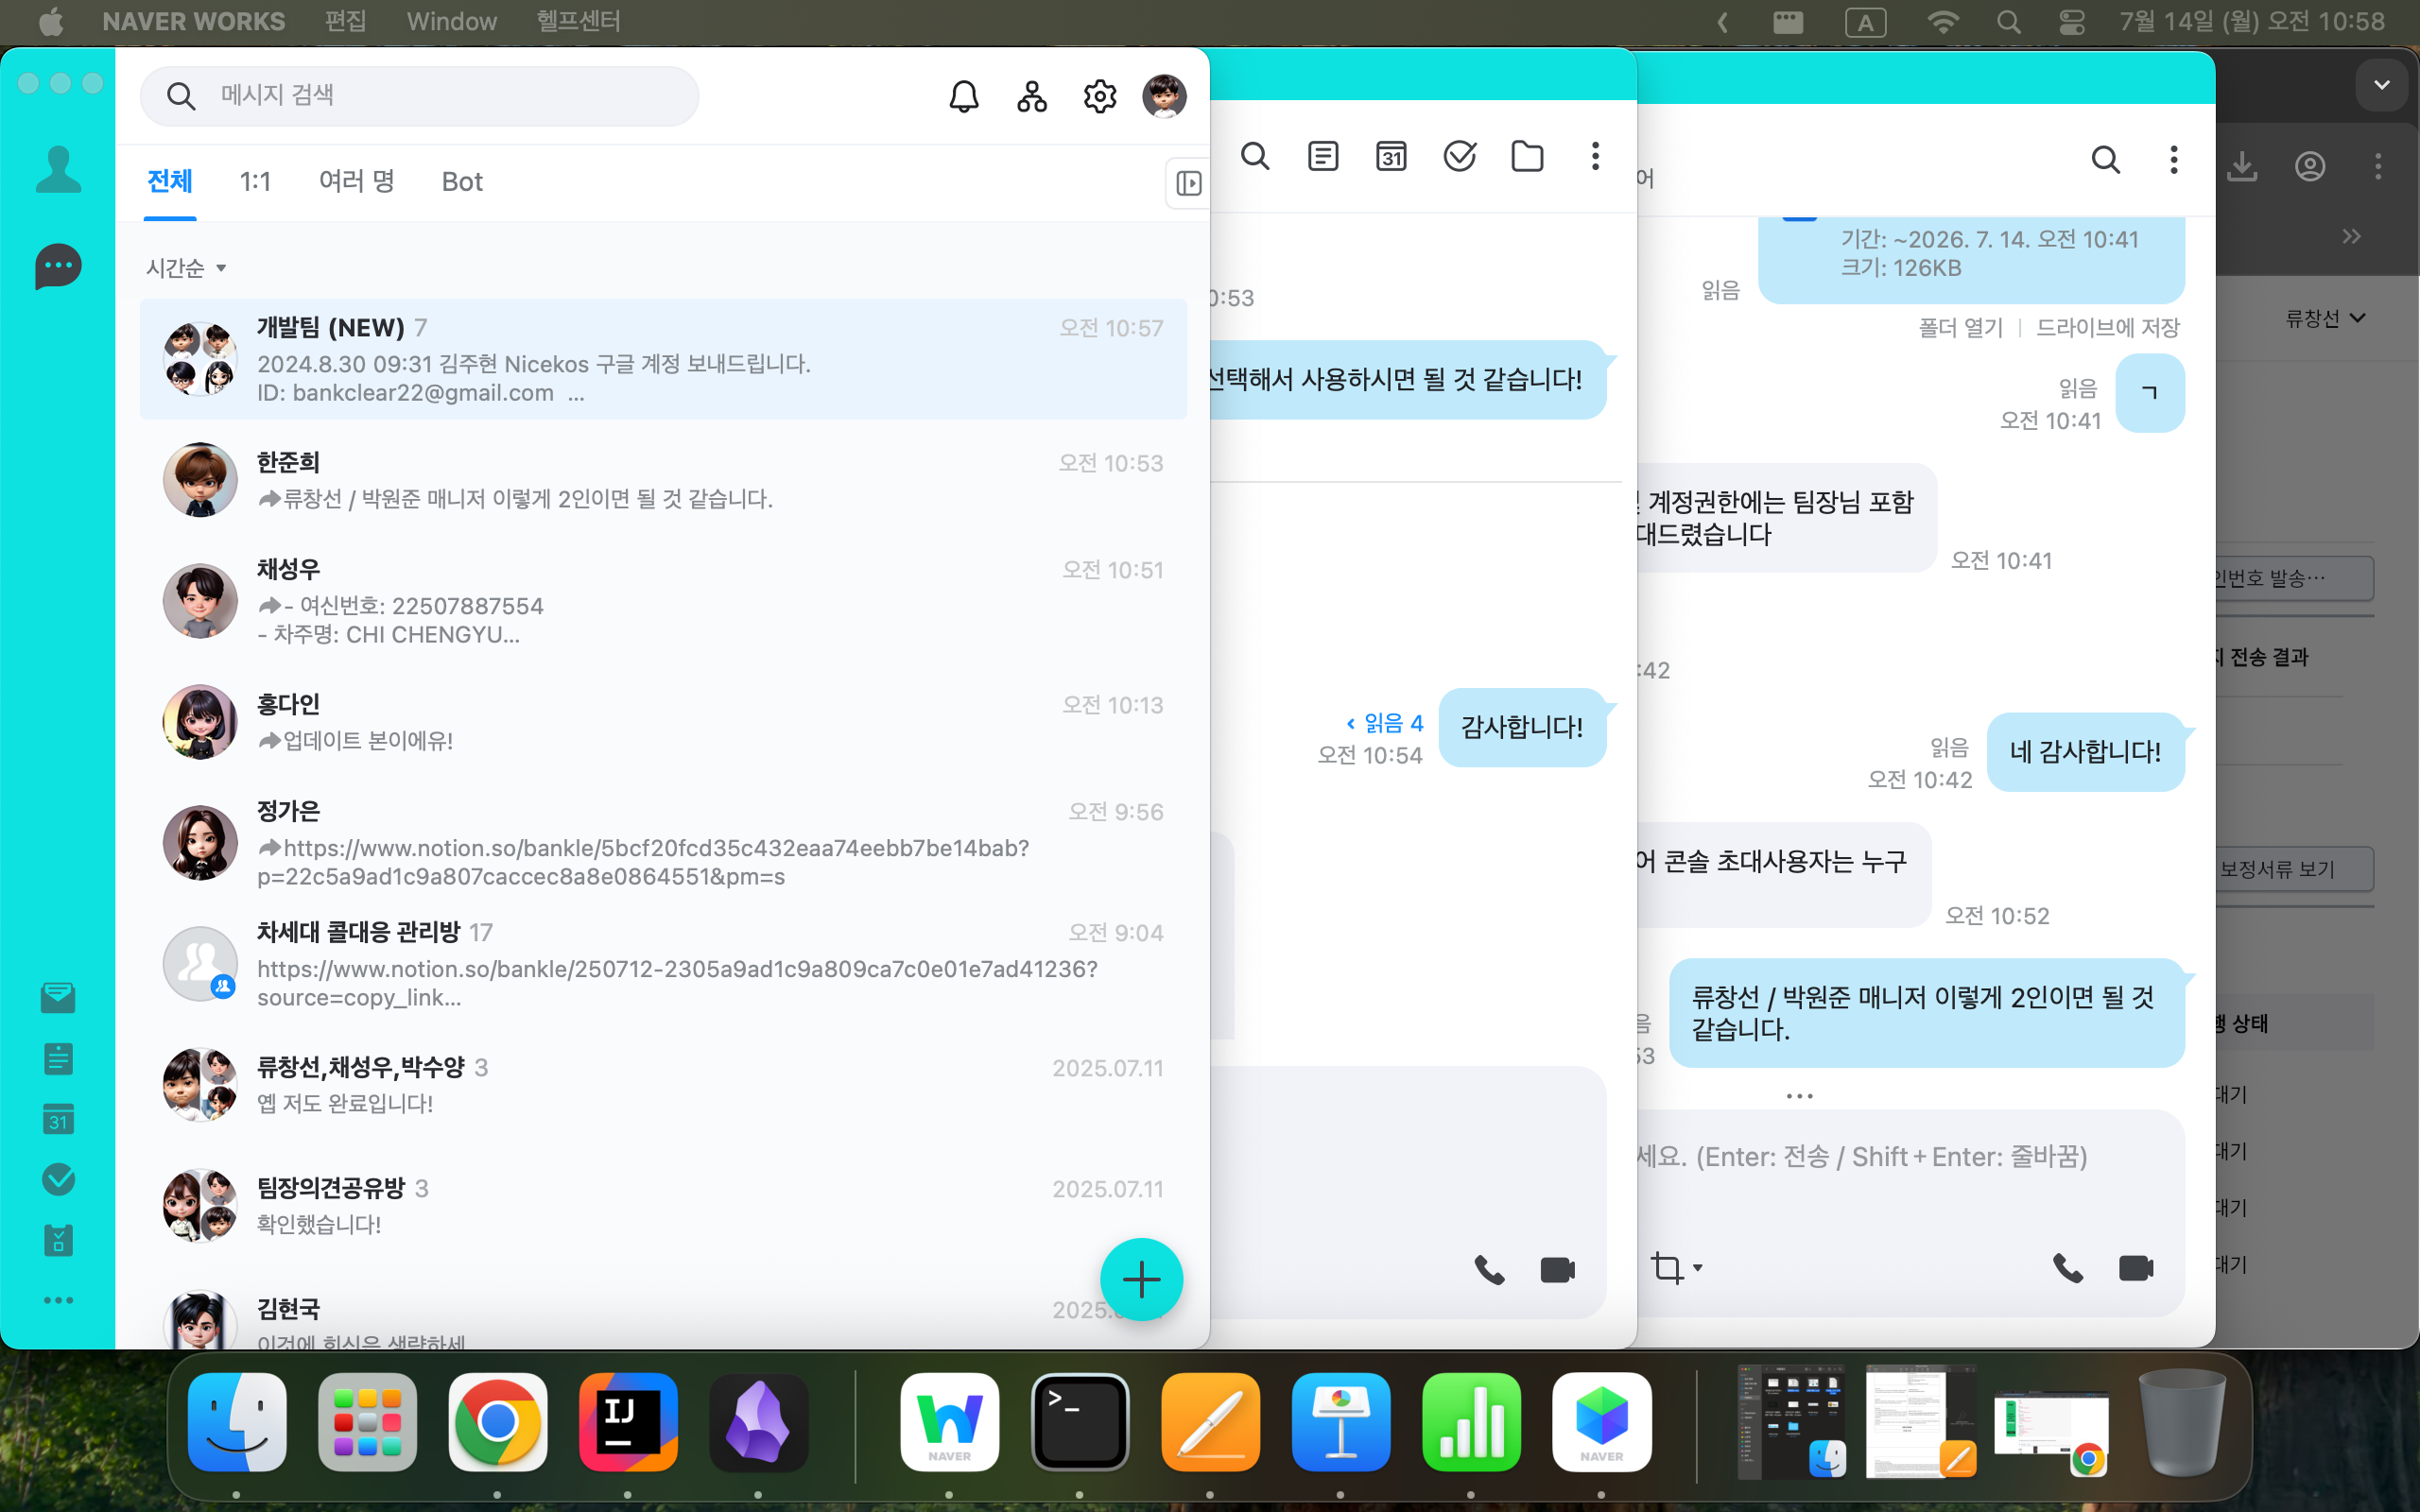 NAVER WORKS 편집 Window 헬프센터
A
7월 14일 (월) 오전 10:58
메시지 검색
전체 1:1 여러 명 Bot
시간순
개발팀 (NEW) 7 오전 10:57
2024.8.30 09:31 김주현 Nicekos 구글 계정 보내드립니다.
ID: bankclear22@gmail.com ...
한준희 오전 10:53
류창선 / 박원준 매니저 이렇게 2인이면 될 것 같습니다.
채성우 오전 10:51
- 여신번호: 22507887554
- 차주명: CHI CHENGYU...
홍다인 오전 10:13
업데이트 본이에유!
정가은 오전 9:56
https://www.notion.so/bankle/5bcf20fcd35c432eaa74eebb7be14bab?
p=22c5a9ad1c9a807caccec8a8e0864551&pm=s
차세대 콜대응 관리방 17 오전 9:04
https://www.notion.so/bankle/250712-2305a9ad1c9a809ca7c0e01e7ad41236?
source=copy_link...
류창선,채성우,박수양 3 2025.07.11
옙 저도 완료입니다!
팀장의견공유방 3 2025.07.11
확인했습니다!
김현국 2025.
이것에 회신은 생략하세
31
31
0:53
선택해서 사용하시면 될 것 같습니다!
읽음 4
오전 10:54
감사합니다!
어
기간: ~2026. 7. 14. 오전 10:41
크기: 126KB
읽음
폴더 열기 | 드라이브에 저장
읽음
오전 10:41
ㄱ
계정권한에는 팀장님 포함
대드렸습니다
오전 10:41
:42
읽음
오전 10:42
네 감사합니다!
어 콘솔 초대사용자는 누구
오전 10:52
음
53
류창선 / 박원준 매니저 이렇게 2인이면 될 것
같습니다.
세요. (Enter: 전송 / Shift + Enter: 줄바꿈)
류창선
인번호 발송...
지 전송 결과
보정서류 보기
행 상태
대기
대기
대기
대기
IJ
NAVER
>_
NAVER